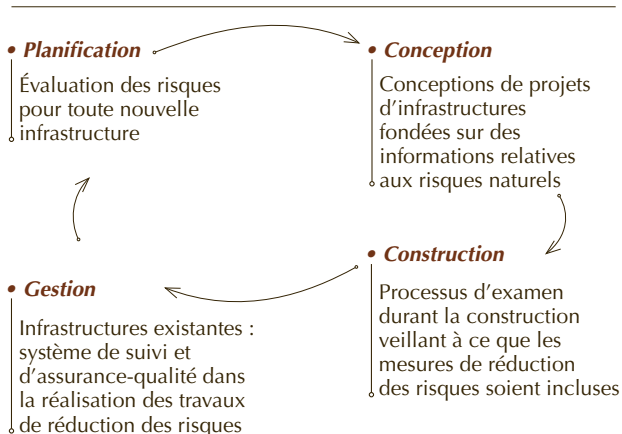 • Planification
Évaluation des risques
pour toute nouvelle
infrastructure
• Conception
Conceptions de projets
d’infrastructures
fondées sur des
informations relatives
aux risques naturels
• Construction
Processus d’examen
durant la construction
veillant à ce que les
mesures de réduction
des risques soient incluses
• Gestion
Infrastructures existantes :
système de suivi et
d’assurance-qualité dans
la réalisation des travaux
de réduction des risques